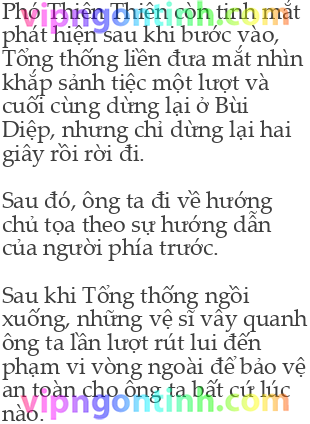 Phó Thiên Thiên còn tinh mắt
phát hiện sau khi bước vào,
Tổng thống liền đưa mắt nhìn
khắp sảnh tiệc một lượt và
cuối cùng dừng lại ở Bùi
Diệp, nhưng chỉ dừng lại hai
giây rồi rời đi.
Sau đó, ông ta đi về hướng
chủ tọa theo sự hướng dẫn
của người phía trước.
Sau khi Tổng thống ngồi
xuống, những vệ sĩ vây quanh
ông ta lần lượt rút lui đến
phạm vi vòng ngoài để bảo vệ
an toàn cho ông ta bất cứ lúc
nào.
vipngontinh.com
vipngontinh.com